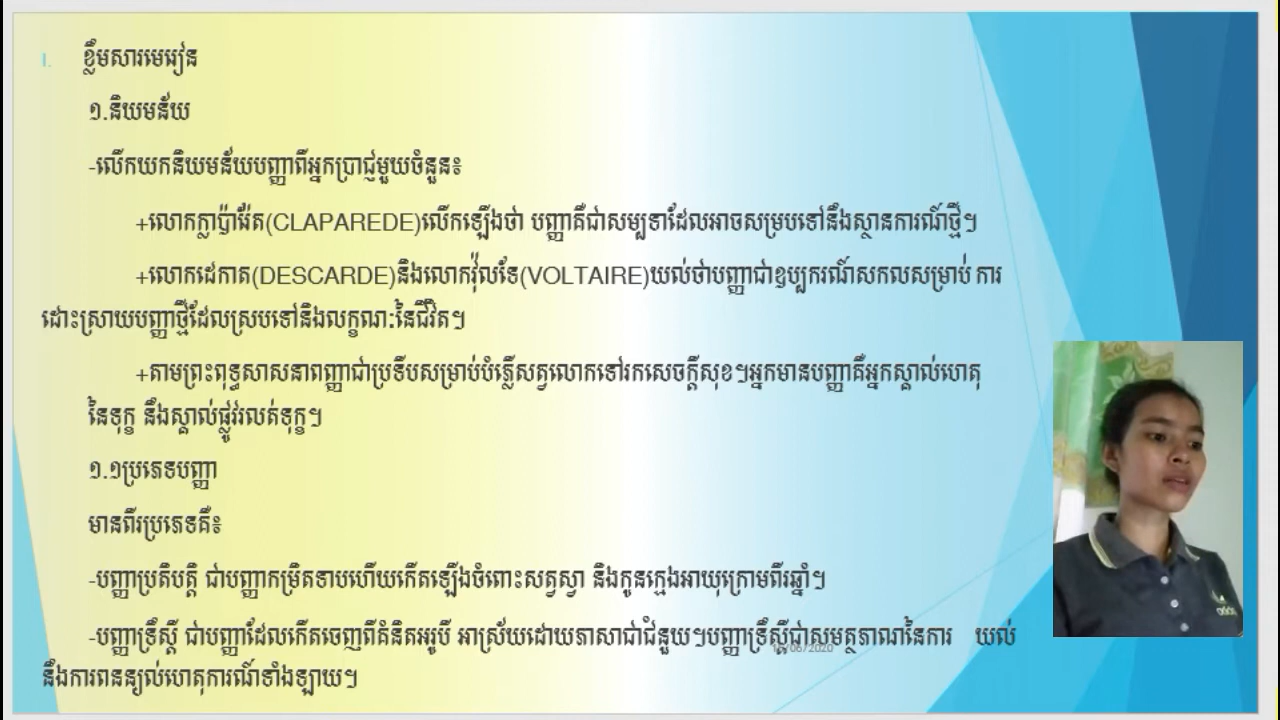 I. ខ្លឹមសារមេរៀន
១.និយមន័យ
-លើកយកនិយមន័យបញ្ញាពីអ្នកប្រាជ្ញមួយចំនួន៖
+លោកក្លាប៉ារ៉ែត(CLAPAREDE)លើកឡើងថា បញ្ញាគឺជាសម្បទាដែលអាចសម្របទៅនឹងស្ថានការណ៍ថ្មី។
+លោកដេកាត(DESCARDE)និងលោកវ៉ុលទែ(VOLTAIRE)យល់ថាបញ្ញាជាឧប្បករណ៍សកលសម្រាប់ ការ
ដោះស្រាយបញ្ញាថ្មីដែលស្របទៅនិងលក្ខណៈនៃជីវិត។
+តាមព្រះពុទ្ធសាសនាពញ្ញាជាប្រទីបសម្រាប់បំភ្លើសត្វលោកទៅរកសេចក្តីសុខ។អ្នកមានបញ្ញាគឺអ្នកស្គាល់ហេតុ
នៃទុក្ខ នឹងស្គាល់ផ្លូវរលត់ទុក្ខ។
១.១ប្រភេទបញ្ញា
មានពីរប្រភេទគឺ៖
-បញ្ញាប្រតិបត្តិ ជាបញ្ញាកម្រិតទាបហើយកើតឡើងចំពោះសត្វស្វា និងកូនក្មេងអាយុក្រោមពីរឆ្នាំ។
-បញ្ញាទ្រឹស្តី ជាបញ្ញាដែលកើតចេញពីគំនិតអរូបី អាស្រ័យដោយភាសាជាជំនួយ។បញ្ញាទ្រឹស្តីជាសមត្ថភាពនៃការ យល់
នឹងការពនន្យល់ហេតុការណ៍ទាំងឡាយ។